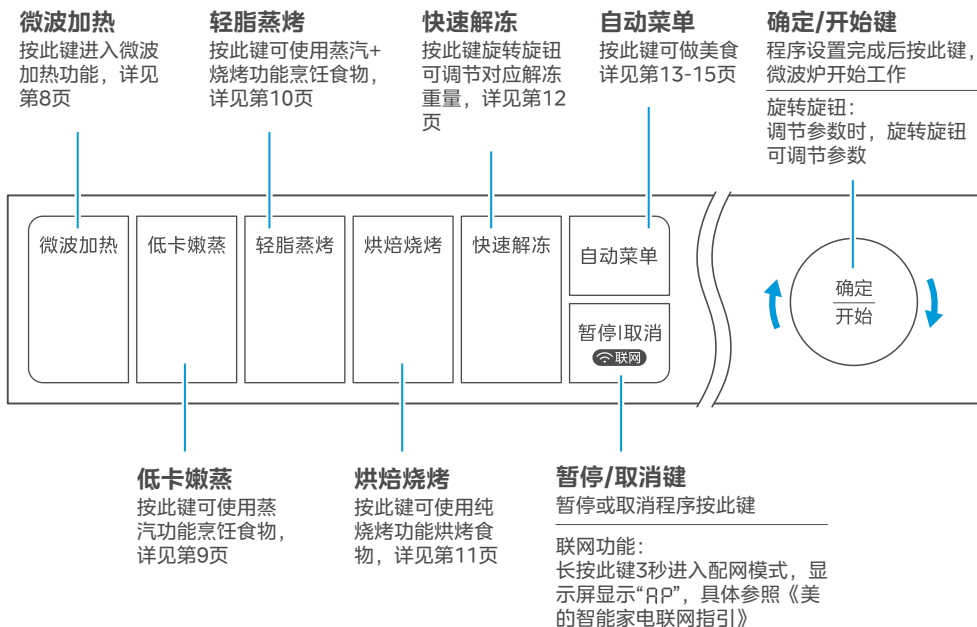 微波加热
按此键进入微波
加热功能，详见
第8页
轻脂蒸烤
按此键可使用蒸汽+
烧烤功能烹饪食物，
详见第10页
快速解冻
按此键旋转旋钮
可调节对应解冻
重量，详见第12
页
自动菜单
按此键可做美食
详见第13-15页
确定/开始键
程序设置完成后按此键，
微波炉开始工作
旋转旋钮：
调节参数时，旋转旋钮
可调节参数
微波加热
低卡嫩蒸
轻脂蒸烤
烘焙烧烤
快速解冻
自动菜单
暂停|取消
联网
确定
开始
低卡嫩蒸
按此键可使用蒸
汽功能烹饪食物，
详见第9页
烘焙烧烤
按此键可使用纯
烧烤功能烘烤食
物，详见第11页
暂停/取消键
暂停或取消程序按此键
联网功能：
长按此键3秒进入配网模式，显
示屏显示“AP”，具体参照《美
的智能家电联网指引》